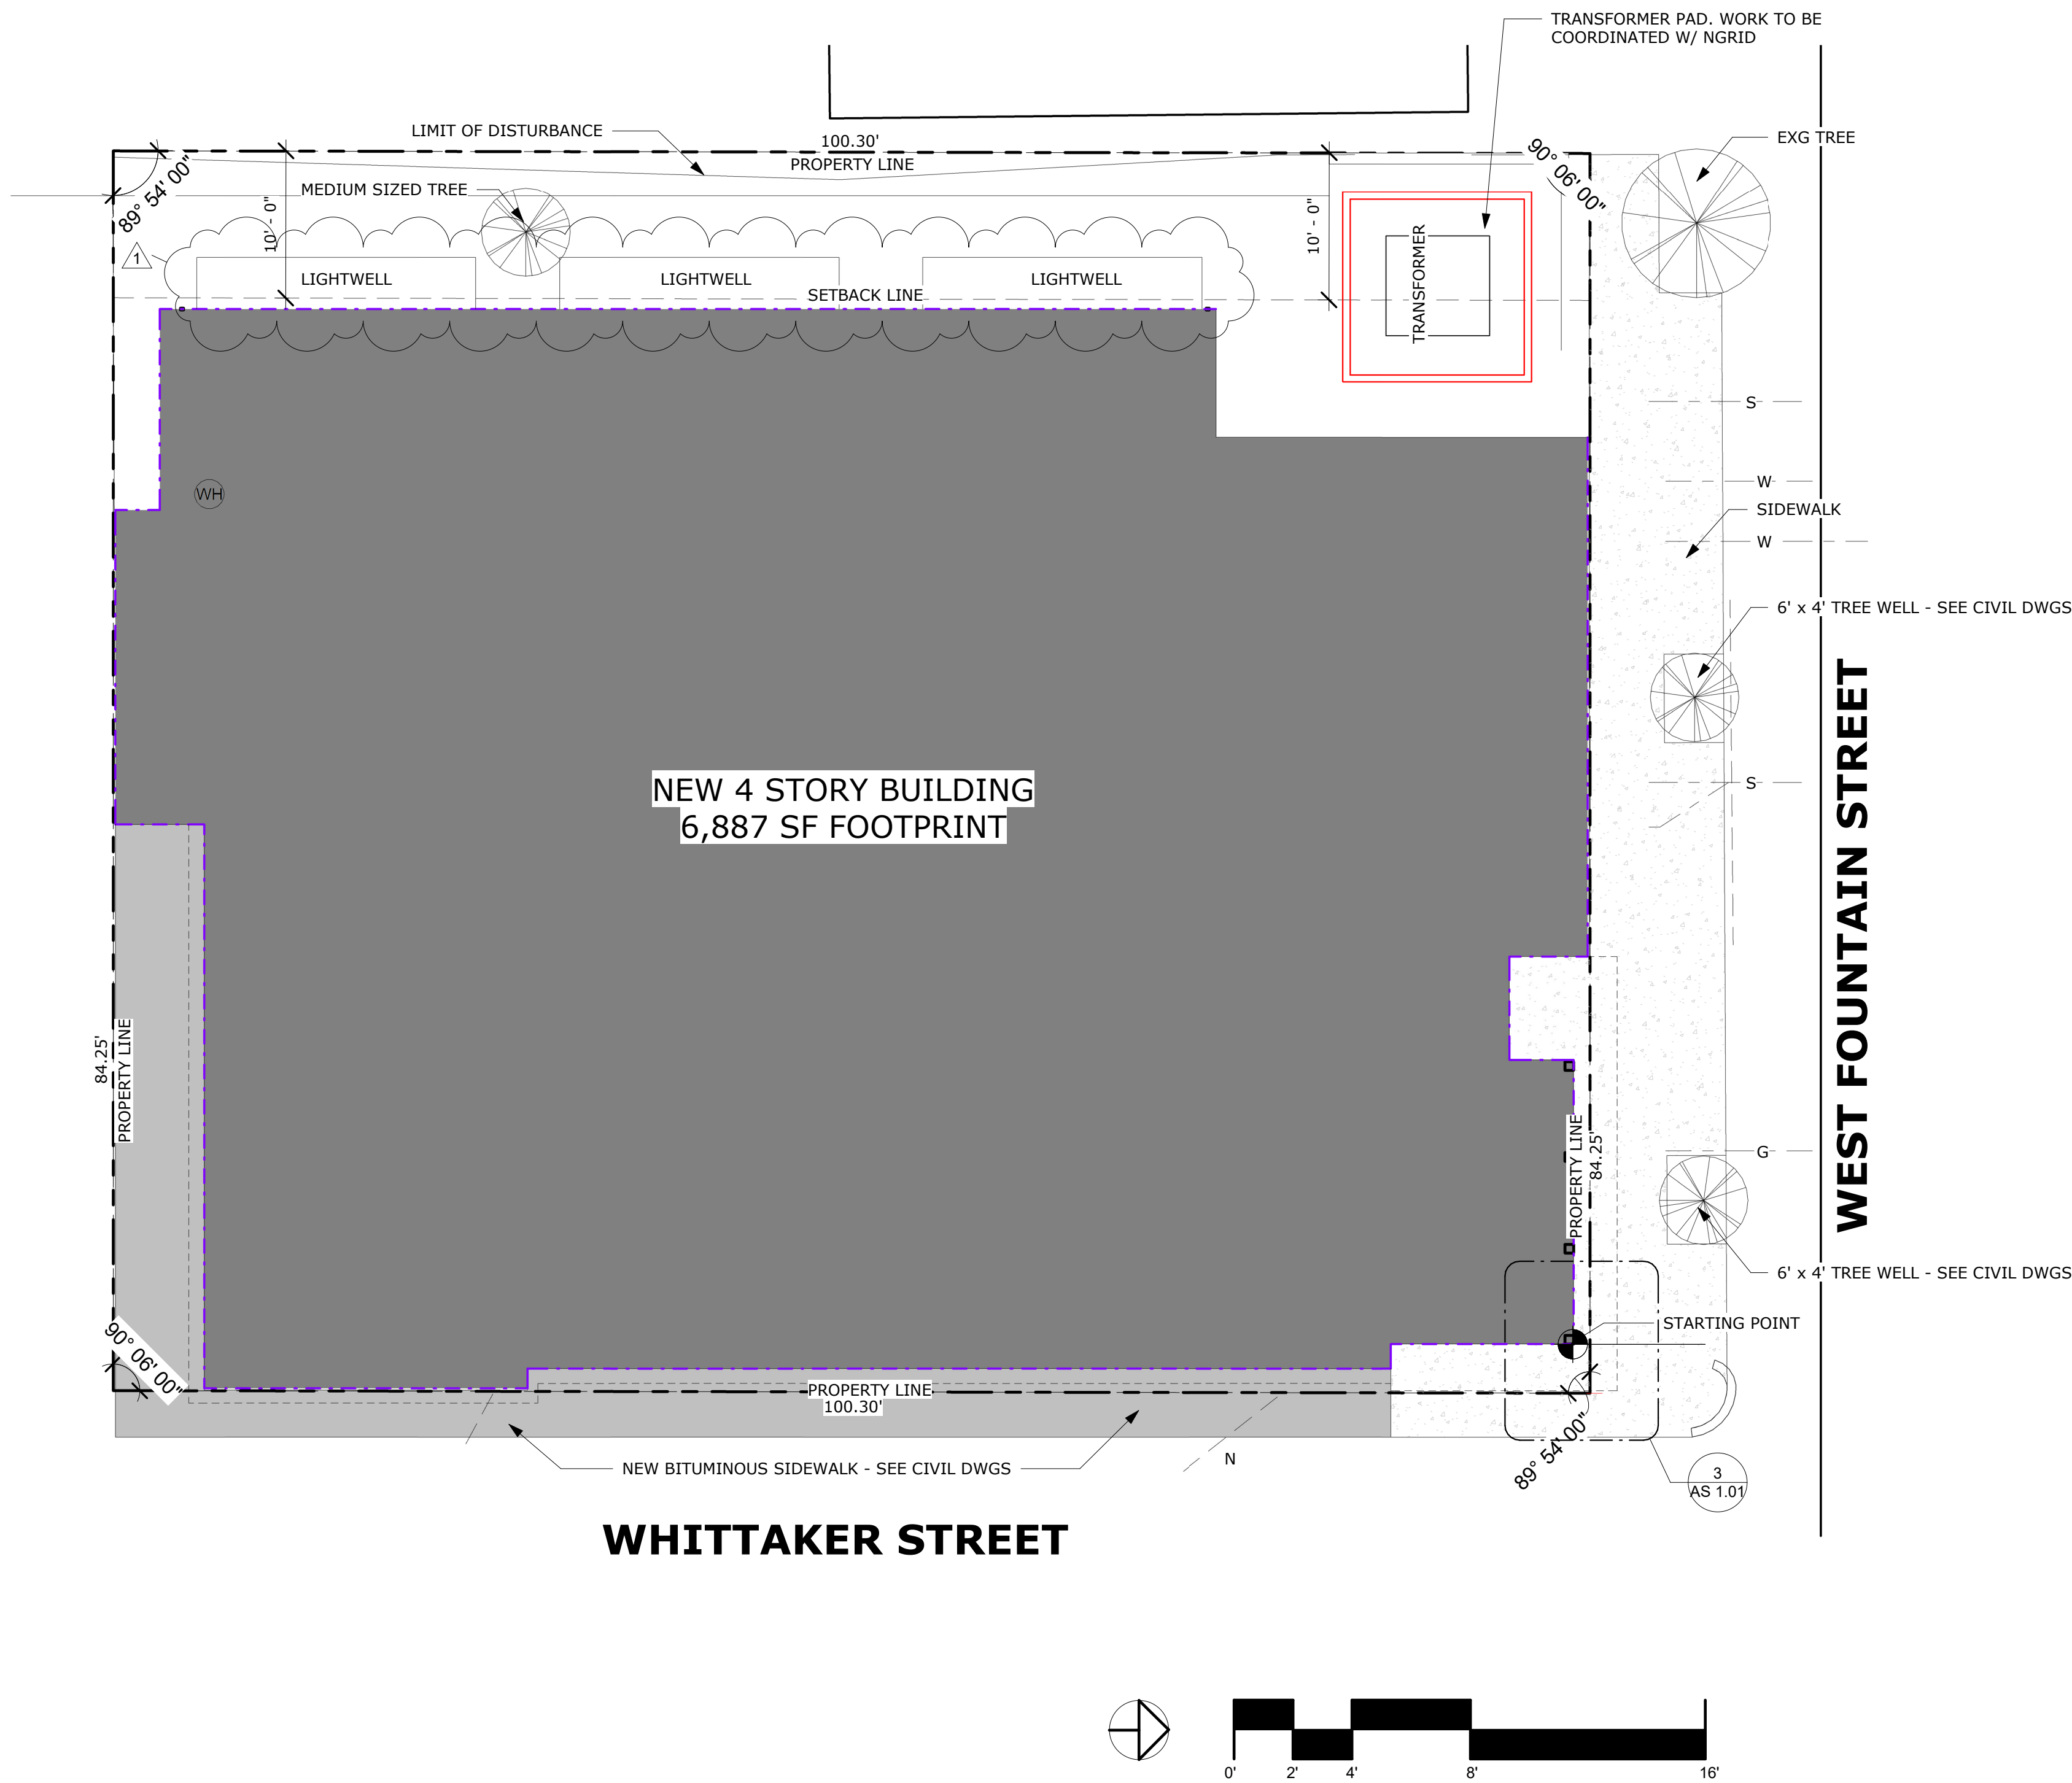 TRANSFORMER PAD. WORK TO BE
COORDINATED W/ NGRID
LIMIT OF DISTURBANCE
100.30'
PROPERTY LINE
EXG TREE
89° 54' 00"
90° 06' 00"
MEDIUM SIZED TREE
10' - 0"
10' - 0"
1
LIGHTWELL
LIGHTWELL
LIGHTWELL
SETBACK LINE
TRANSFORMER
S
W
WH
SIDEWALK
W
6' x 4' TREE WELL - SEE CIVIL DWGS
NEW 4 STORY BUILDING
6,887 SF FOOTPRINT
S
WEST FOUNTAIN STREET
84.25'
PROPERTY LINE
PROPERTY LINE
84.25'
G
6' x 4' TREE WELL - SEE CIVIL DWGS
STARTING POINT
90° 06' 00"
PROPERTY LINE
100.30'
89° 54' 00"
NEW BITUMINOUS SIDEWALK - SEE CIVIL DWGS
N
3
AS 1.01
WHITTAKER STREET
0'
2'
4'
8'
16'